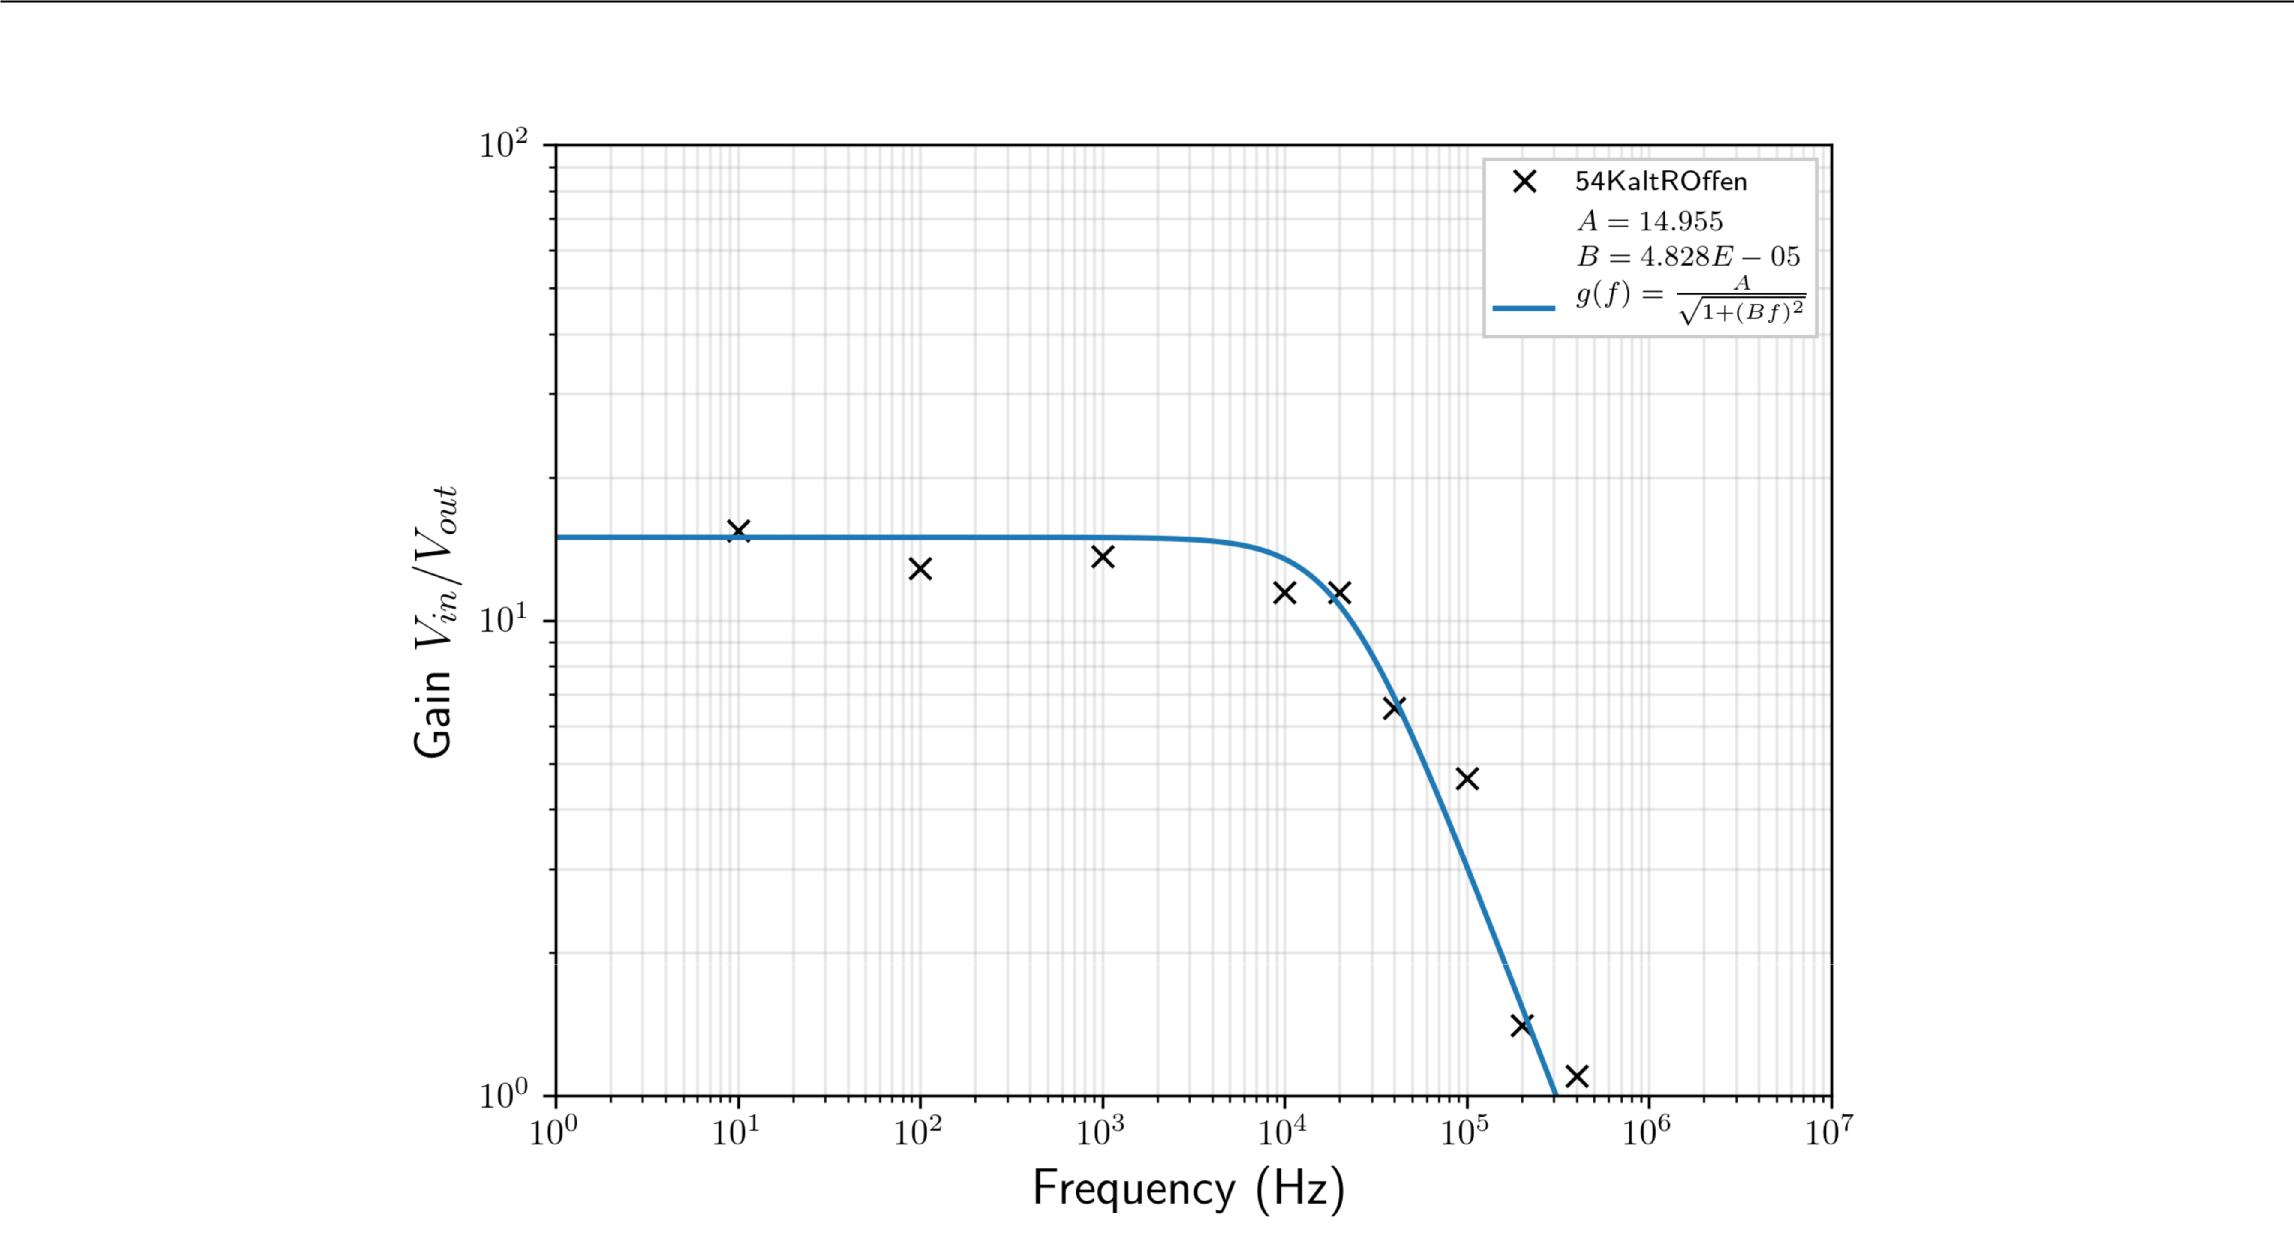 10²
54KaltROffen
A = 14.955
B = 4.828E − 05
g(f) = A / √1+(Bf)²
Gain V_in/V_out
10¹
10⁰
10⁰ 10¹ 10² 10³ 10⁴ 10⁵ 10⁶ 10⁷
Frequency (Hz)